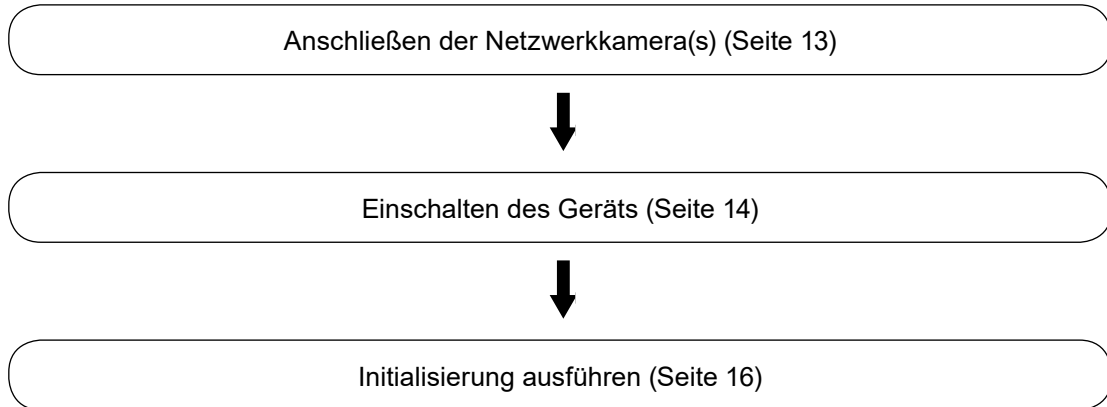 Anschließen der Netzwerkkamera(s) (Seite 13)
Einschalten des Geräts (Seite 14)
Initialisierung ausführen (Seite 16)